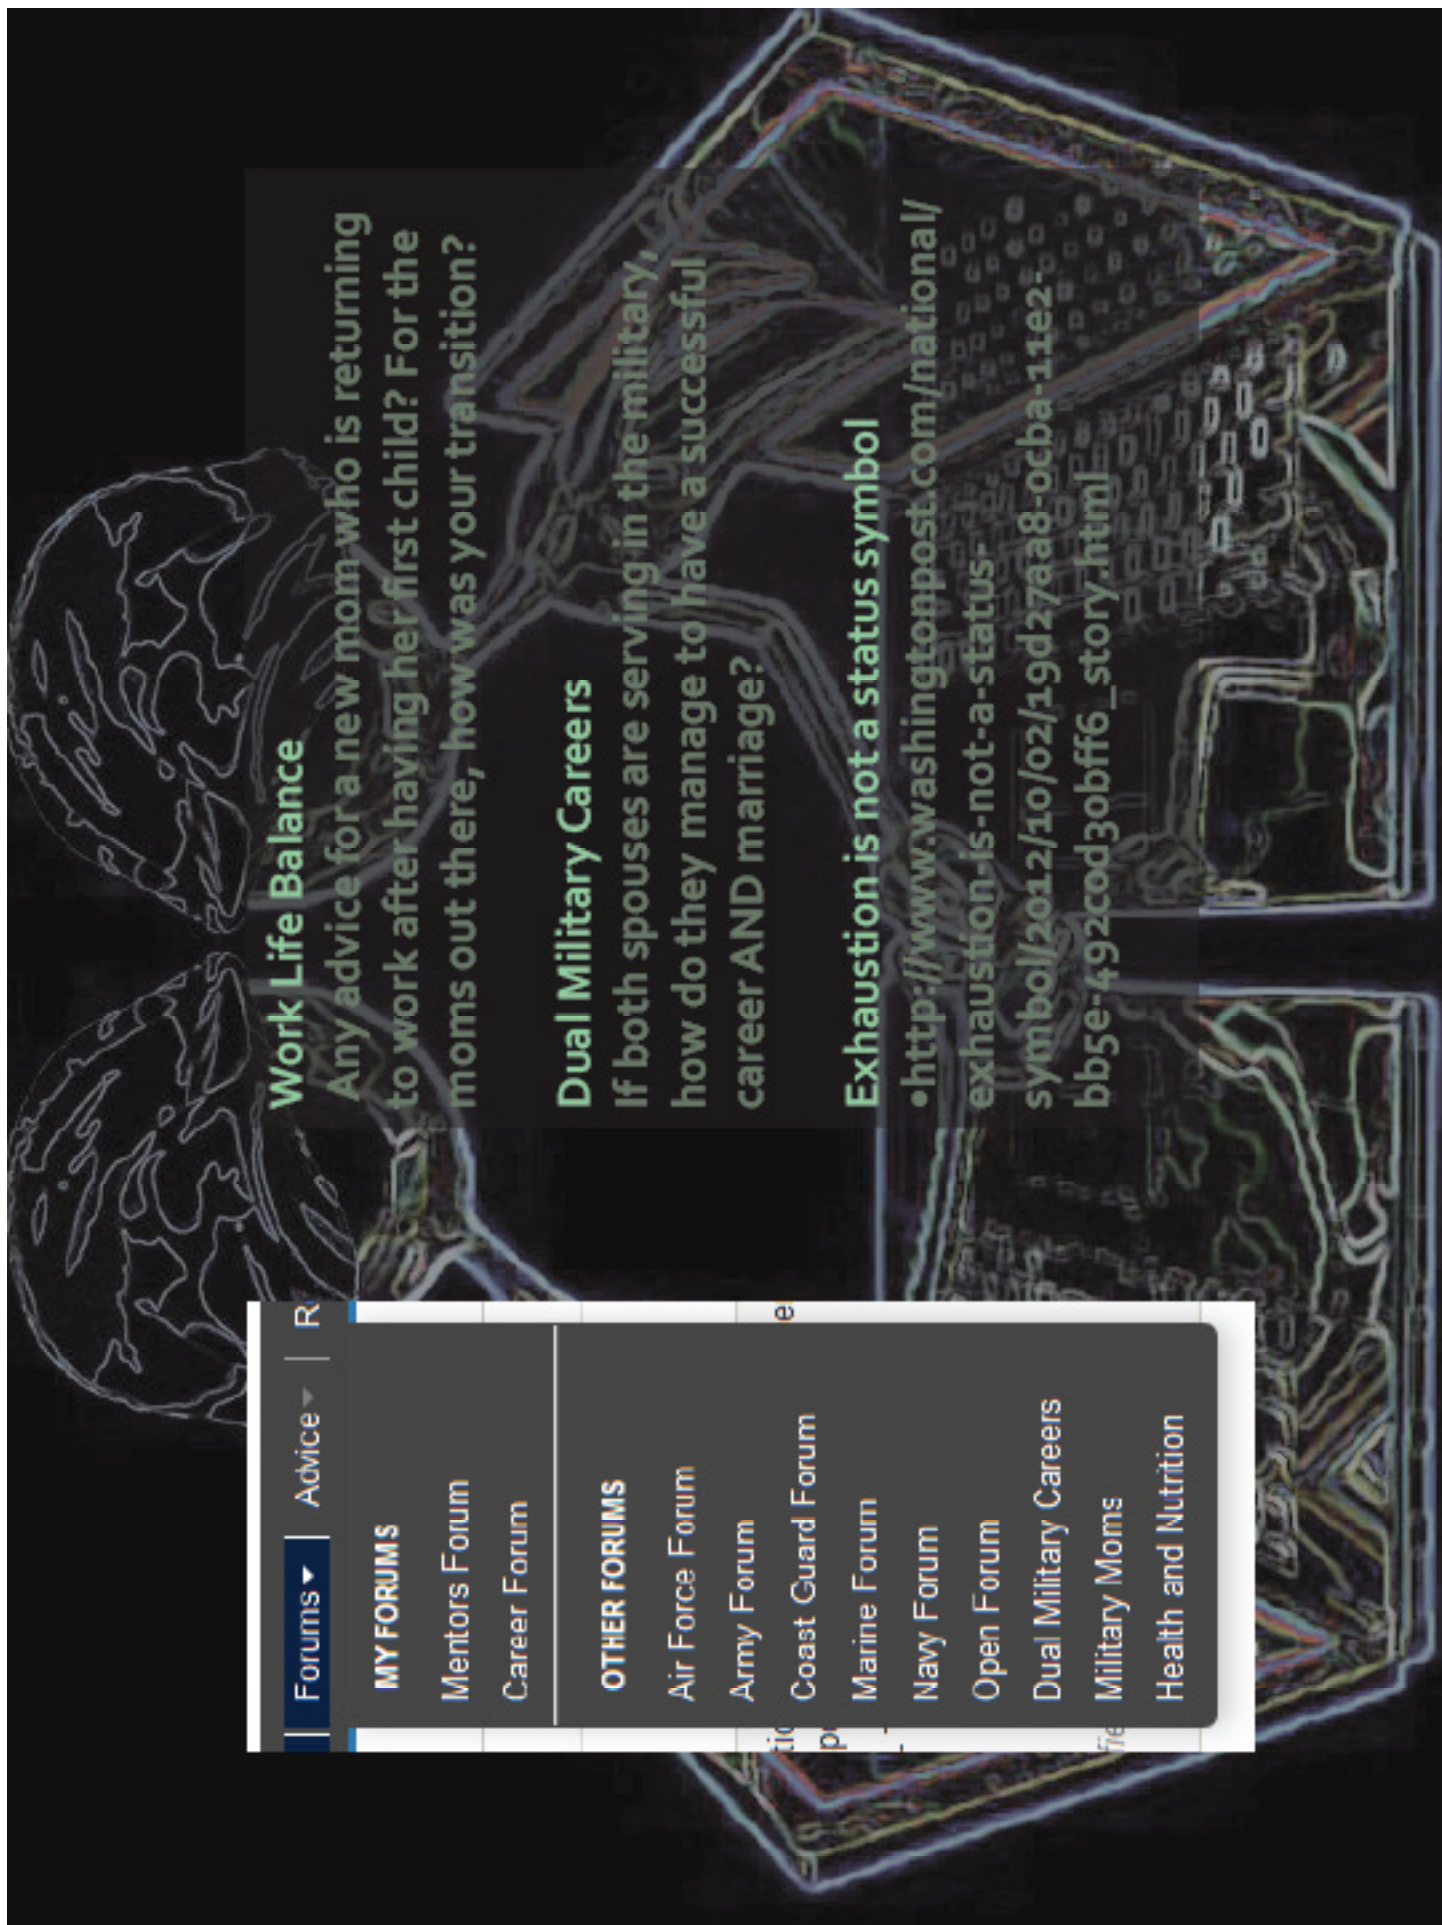 Forums Advice R
MY FORUMS
Mentors Forum
Career Forum
OTHER FORUMS
Air Force Forum
Army Forum
Coast Guard Forum
Marine Forum
Navy Forum
Open Forum
Dual Military Careers
Military Moms
Health and Nutrition
Work Life Balance
Any advice for a new mom who is returning
to work after having her first child? For the
moms out there, how was your transition?
Dual Military Careers
If both spouses are serving in the military,
how do they manage to have a successful
career AND marriage?
Exhaustion is not a status symbol
•http://www.washingtonpost.com/national/
exhaustion-is-not-a-status-
symbol/2012/10/02/19d27aa8-0cba-11e2-
bb5e-492c0d30bff6_story.html